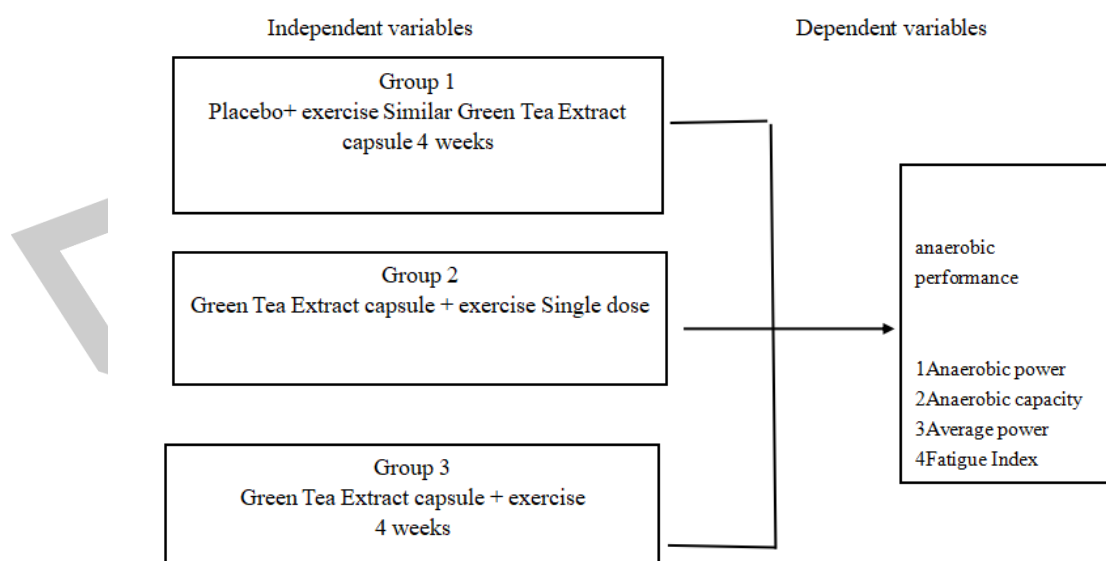 Independent variables
Dependent variables
Group 1
Placebo+ exercise Similar Green Tea Extract
capsule 4 weeks
Group 2
Green Tea Extract capsule + exercise Single dose
Group 3
Green Tea Extract capsule + exercise
4 weeks
anaerobic
performance
1Anaerobic power
2Anaerobic capacity
3Average power
4Fatigue Index